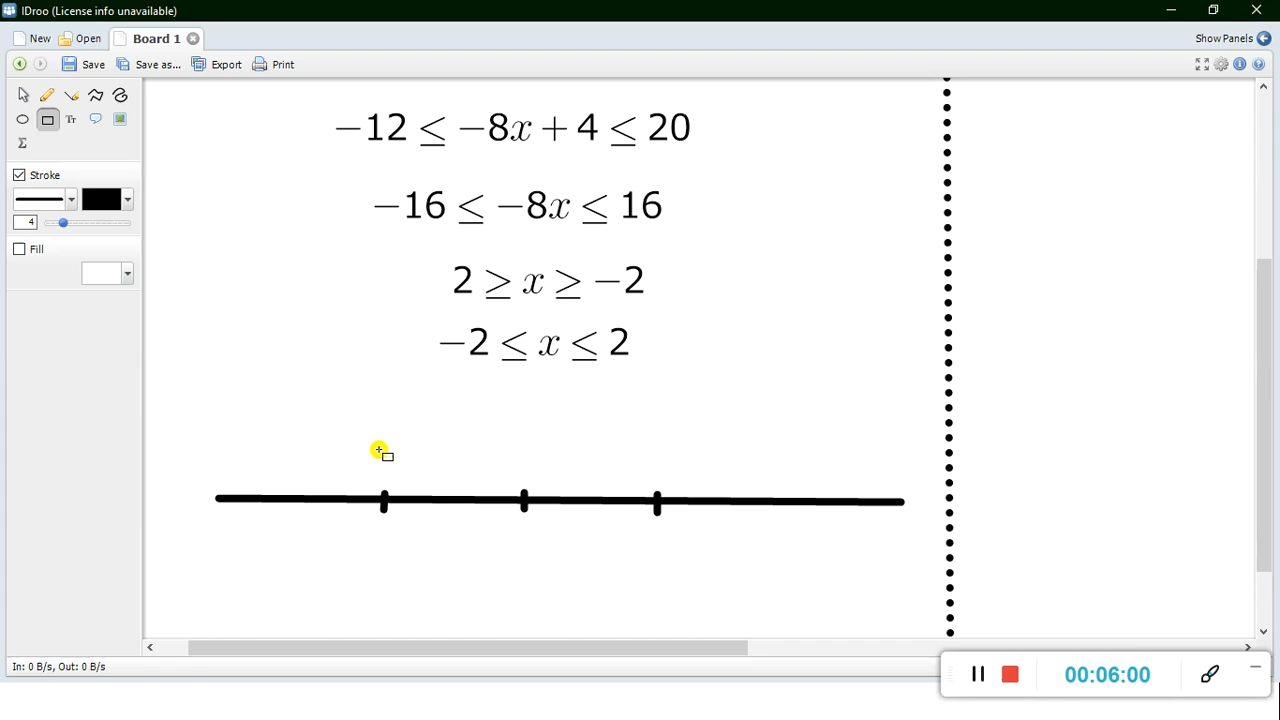 IDroo (License info unavailable)
New Open Board 1 Show Panels
Save Save as... Export Print
Tr
Σ
Stroke
4
Fill
−12 ≤ −8x + 4 ≤ 20
−16 ≤ −8x ≤ 16
2 ≥ x ≥ −2
−2 ≤ x ≤ 2
In: 0 B/s, Out: 0 B/s
00:06:00